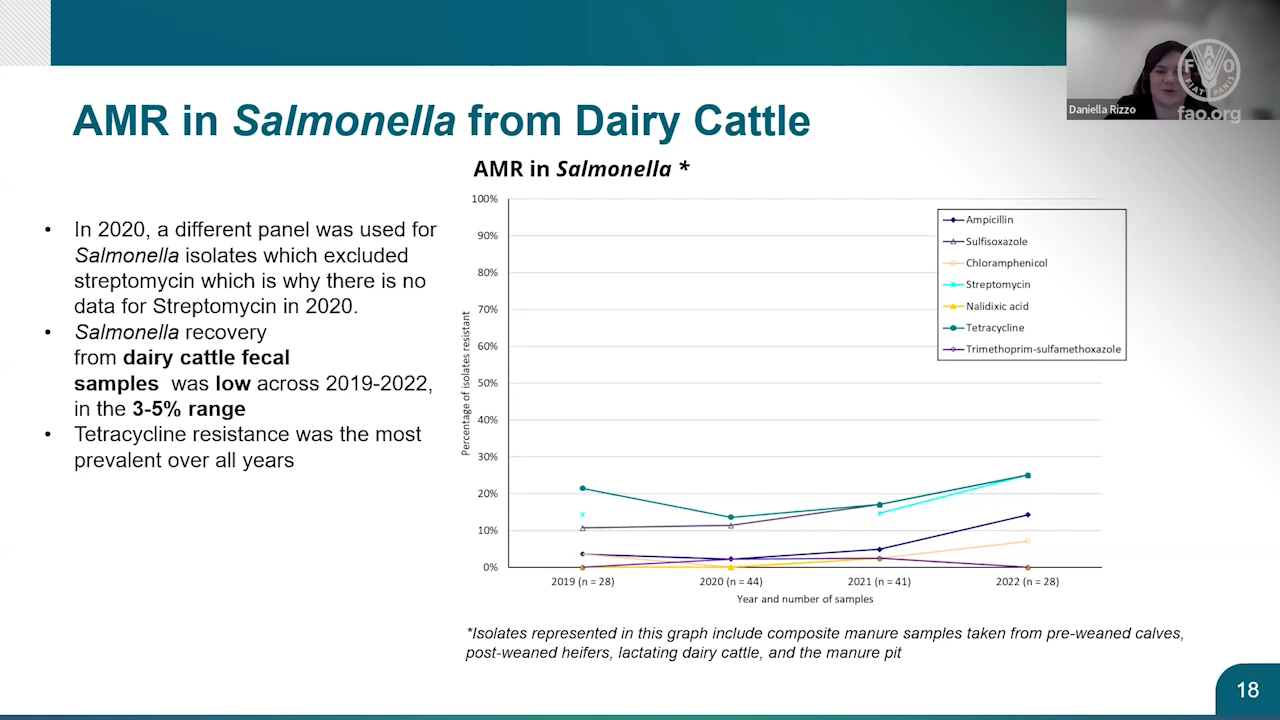 AMR in Salmonella from Dairy Cattle
Daniella Rizzo
FAO
FIAT PANIS
fao.org
• In 2020, a different panel was used for
Salmonella isolates which excluded
streptomycin which is why there is no
data for Streptomycin in 2020.
• Salmonella recovery
from dairy cattle fecal
samples was low across 2019-2022,
in the 3-5% range
• Tetracycline resistance was the most
prevalent over all years
AMR in Salmonella *
100%
90%
80%
70%
60%
50%
40%
30%
20%
10%
0%
Percentage of isolates resistant
Ampicillin
Sulfisoxazole
Chloramphenicol
Streptomycin
Nalidixic acid
Tetracycline
Trimethoprim-sulfamethoxazole
2019 (n = 28)
2020 (n = 44)
2021 (n = 41)
2022 (n = 28)
Year and number of samples
*Isolates represented in this graph include composite manure samples taken from pre-weaned calves,
post-weaned heifers, lactating dairy cattle, and the manure pit
18